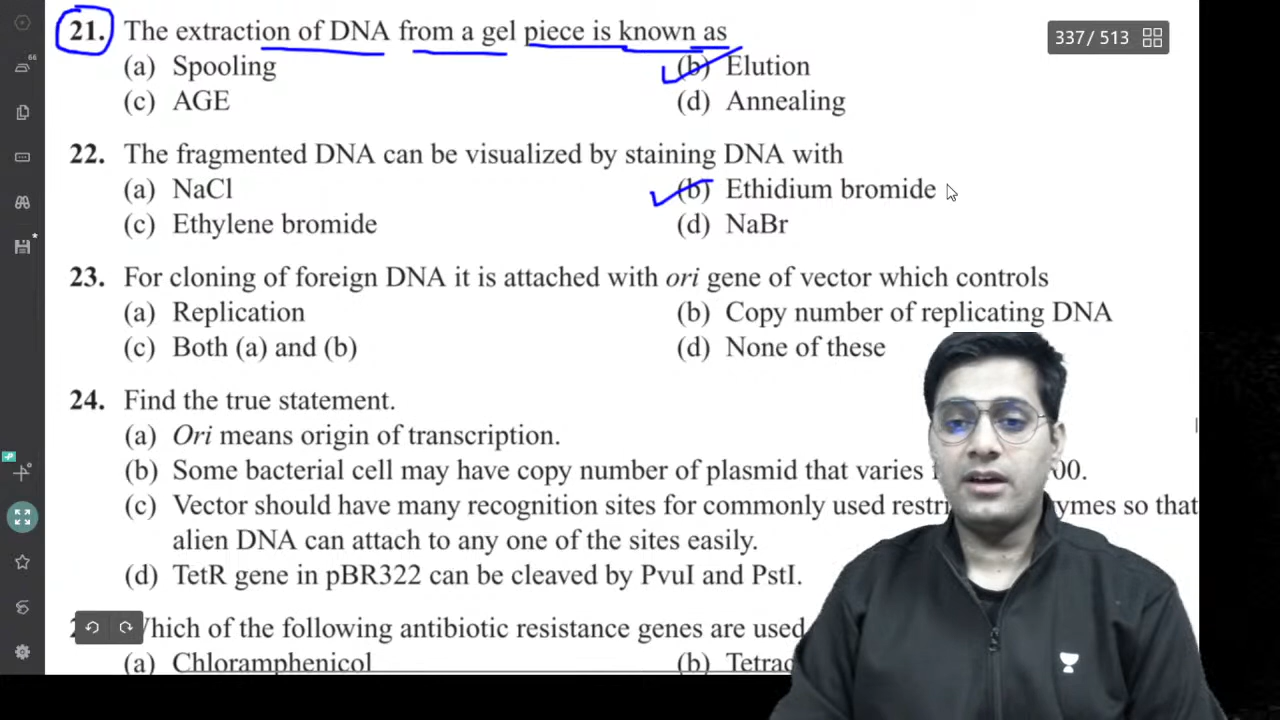 21. The extraction of DNA from a gel piece is known as
337 / 513
(a) Spooling (b) Elution
(c) AGE (d) Annealing
22. The fragmented DNA can be visualized by staining DNA with
(a) NaCl (b) Ethidium bromide
(c) Ethylene bromide (d) NaBr
23. For cloning of foreign DNA it is attached with ori gene of vector which controls
(a) Replication (b) Copy number of replicating DNA
(c) Both (a) and (b) (d) None of these
24. Find the true statement.
(a) Ori means origin of transcription.
(b) Some bacterial cell may have copy number of plasmid that varies 00.
(c) Vector should have many recognition sites for commonly used so that
alien DNA can attach to any one of the sites easily.
(d) TetR gene in pBR322 can be cleaved by PvuI and PstI.
Which of the following antibiotic resistance genes are used
(a) Chloramphenicol (b)